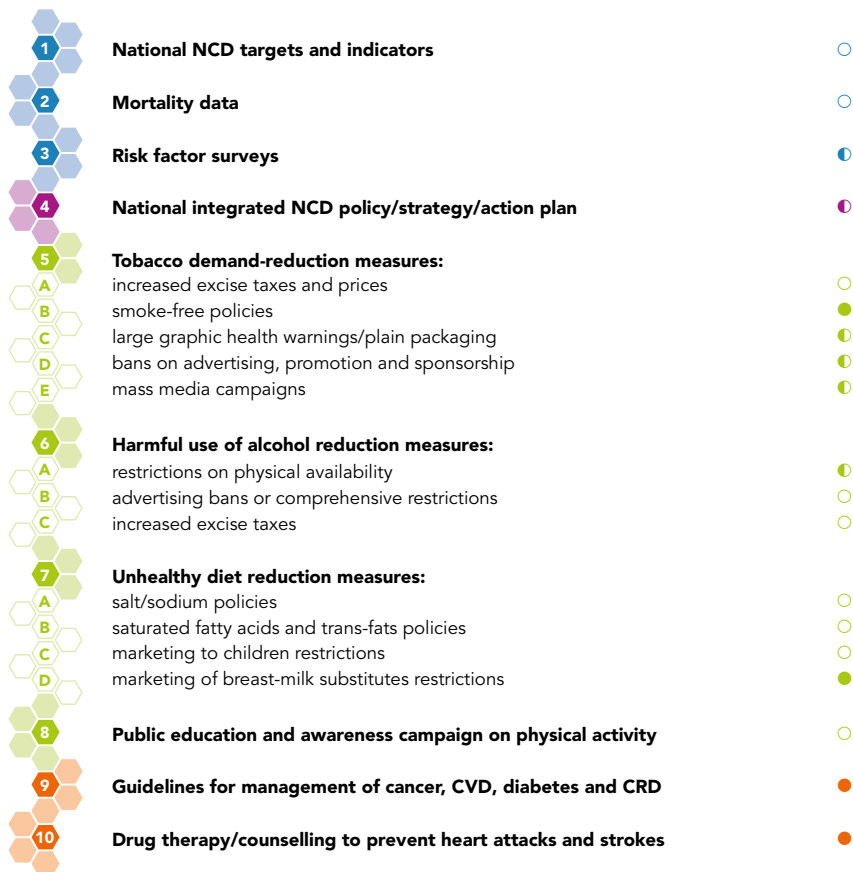 1 National NCD targets and indicators
2 Mortality data
3 Risk factor surveys
4 National integrated NCD policy/strategy/action plan
5 Tobacco demand-reduction measures:
A increased excise taxes and prices
B smoke-free policies
C large graphic health warnings/plain packaging
D bans on advertising, promotion and sponsorship
E mass media campaigns
6 Harmful use of alcohol reduction measures:
A restrictions on physical availability
B advertising bans or comprehensive restrictions
C increased excise taxes
7 Unhealthy diet reduction measures:
A salt/sodium policies
B saturated fatty acids and trans-fats policies
C marketing to children restrictions
D marketing of breast-milk substitutes restrictions
8 Public education and awareness campaign on physical activity
9 Guidelines for management of cancer, CVD, diabetes and CRD
10 Drug therapy/counselling to prevent heart attacks and strokes